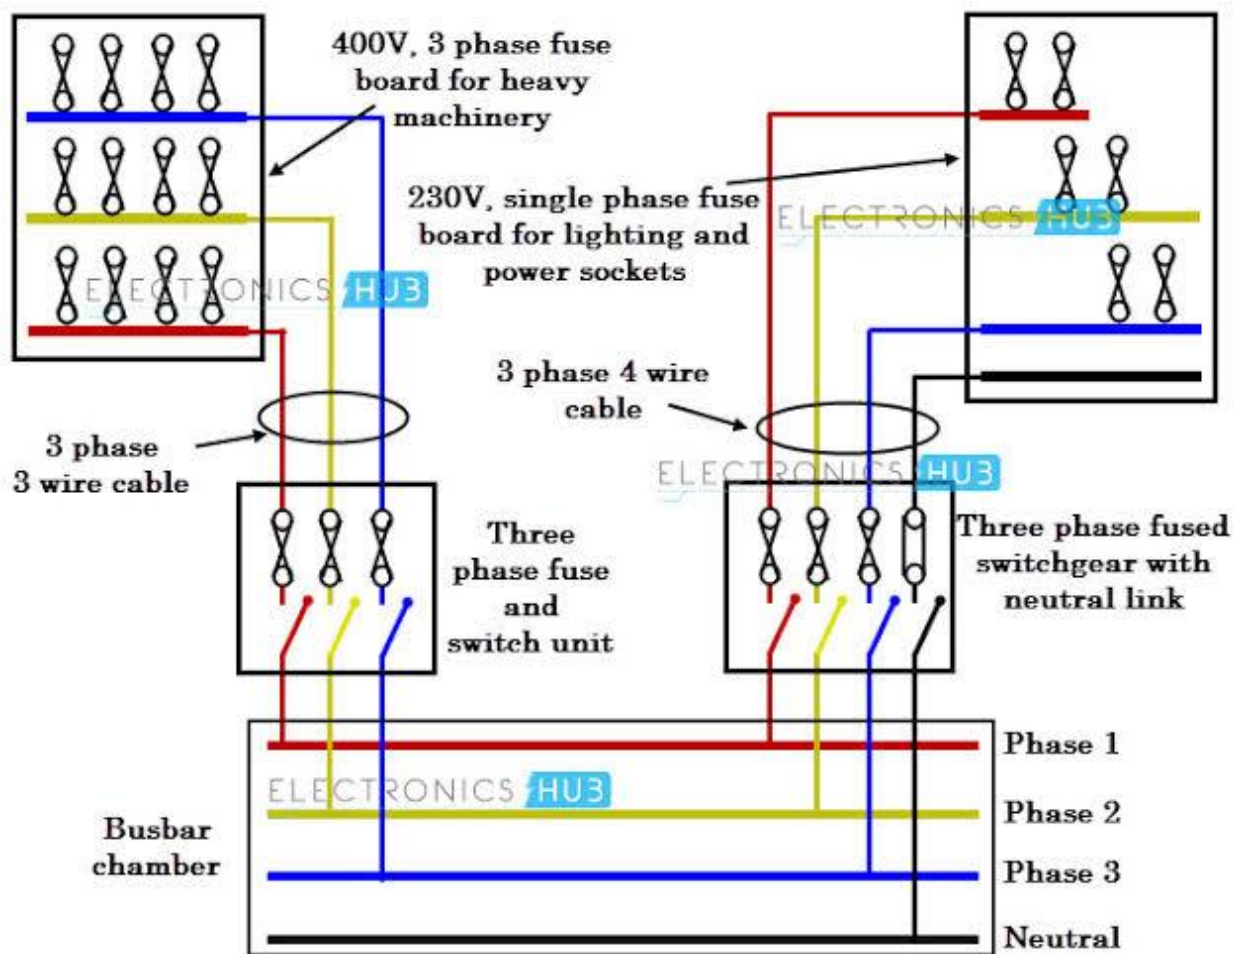 400V, 3 phase fuse
board for heavy
machinery
230V, single phase fuse
board for lighting and
power sockets
ELECTRONICS HUB
ELECTRONICS HUB
3 phase 4 wire
cable
3 phase
3 wire cable
ELECTRONICS HUB
Three
phase fuse
and
switch unit
Three phase fused
switchgear with
neutral link
Phase 1
ELECTRONICS HUB
Phase 2
Busbar
chamber
Phase 3
Neutral